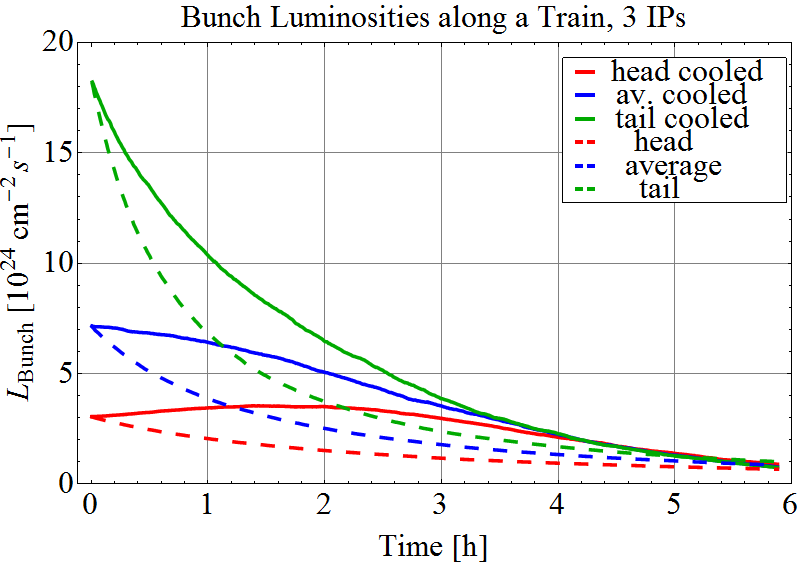 Bunch Luminosities along a Train, 3 IPs
20
15
10
5
0
L_Bunch [10^24 cm^-2 s^-1]
head cooled
av. cooled
tail cooled
head
average
tail
0 1 2 3 4 5 6
Time [h]